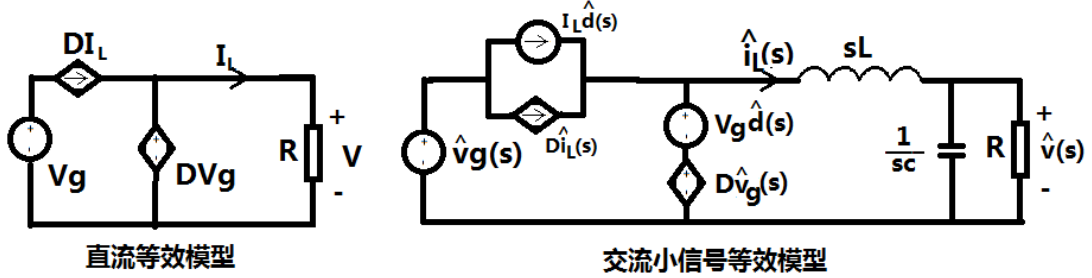 DI_L
I_L
Vg
DVg
R
+
V
-
直流等效模型
I_L d̂(s)
Dî_L(s)
v̂g(s)
Vg d̂(s)
Dv̂g(s)
î_L(s)
sL
1/sc
R
+
v̂(s)
-
交流小信号等效模型